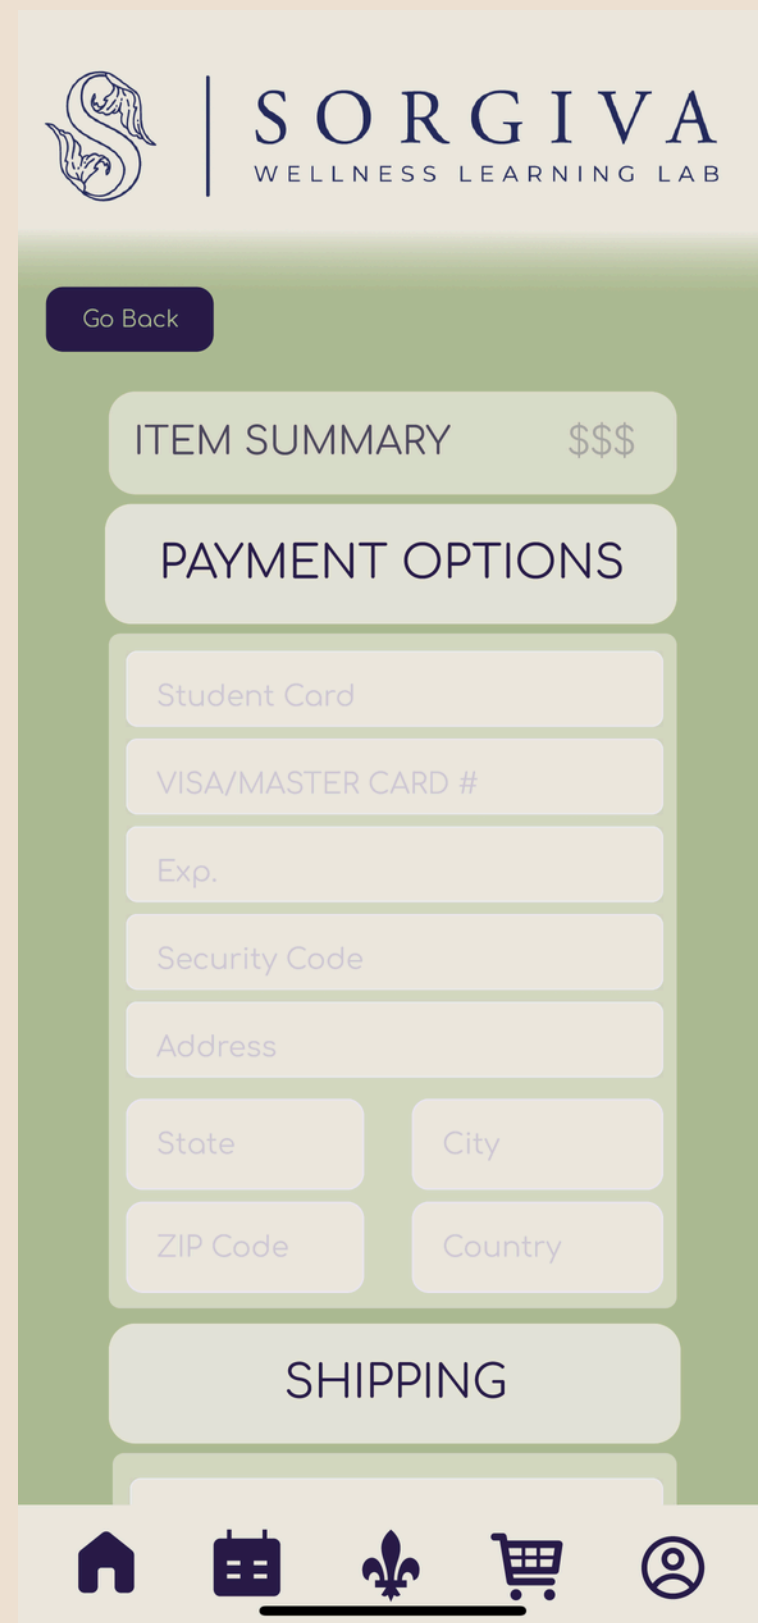 SORGIVA
WELLNESS LEARNING LAB
Go Back
ITEM SUMMARY $$$
PAYMENT OPTIONS
Student Card
VISA/MASTER CARD #
Exp.
Security Code
Address
State City
ZIP Code Country
SHIPPING